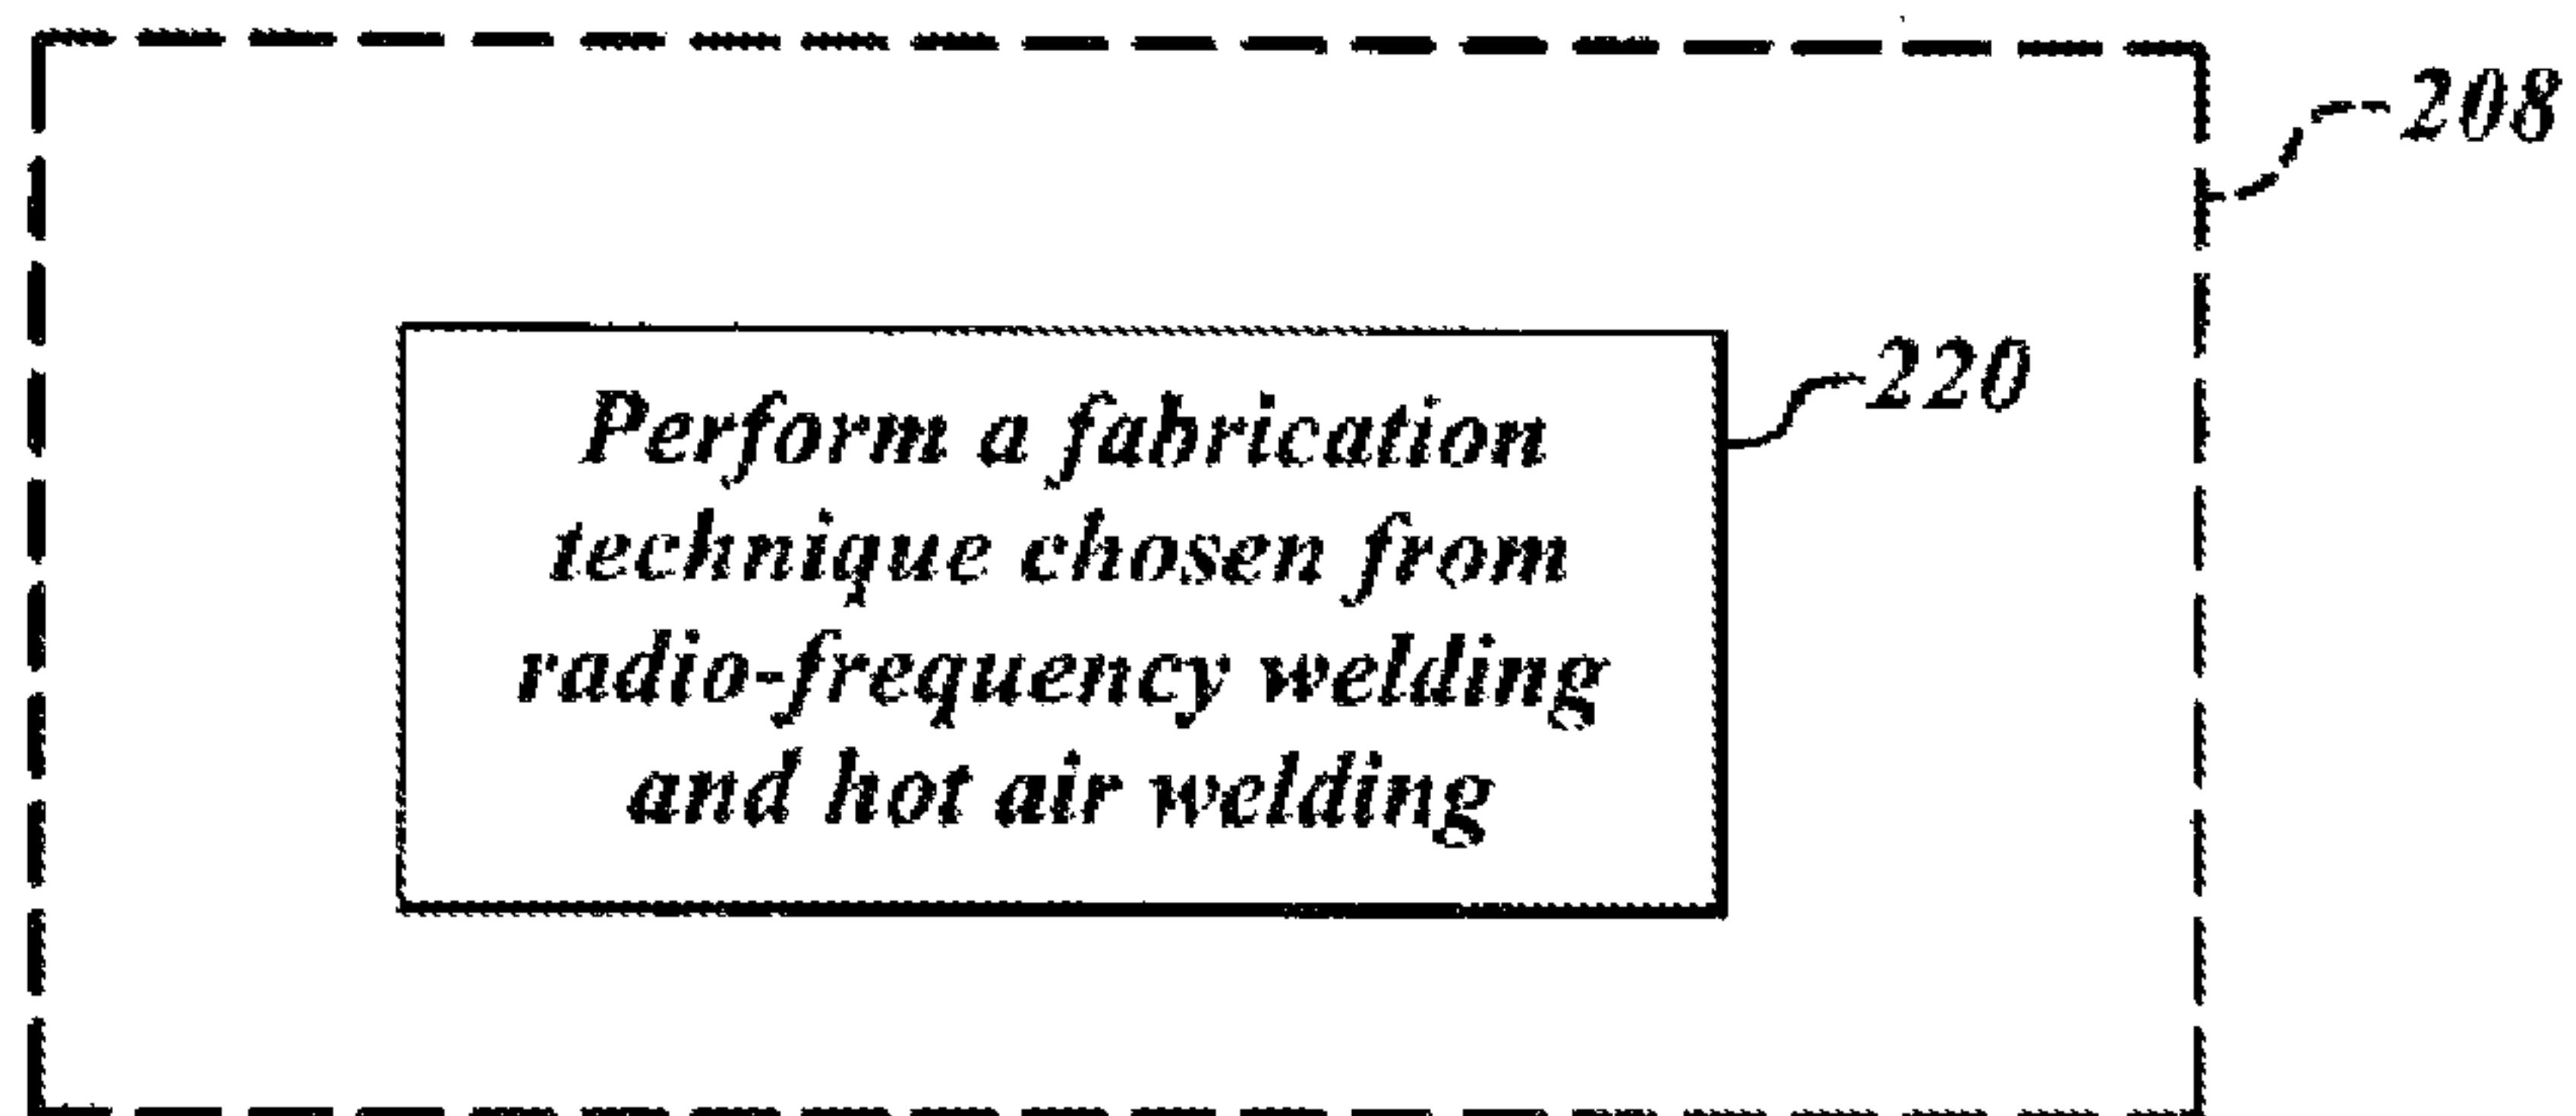 208
220
Perform a fabrication
technique chosen from
radio-frequency welding
and hot air welding